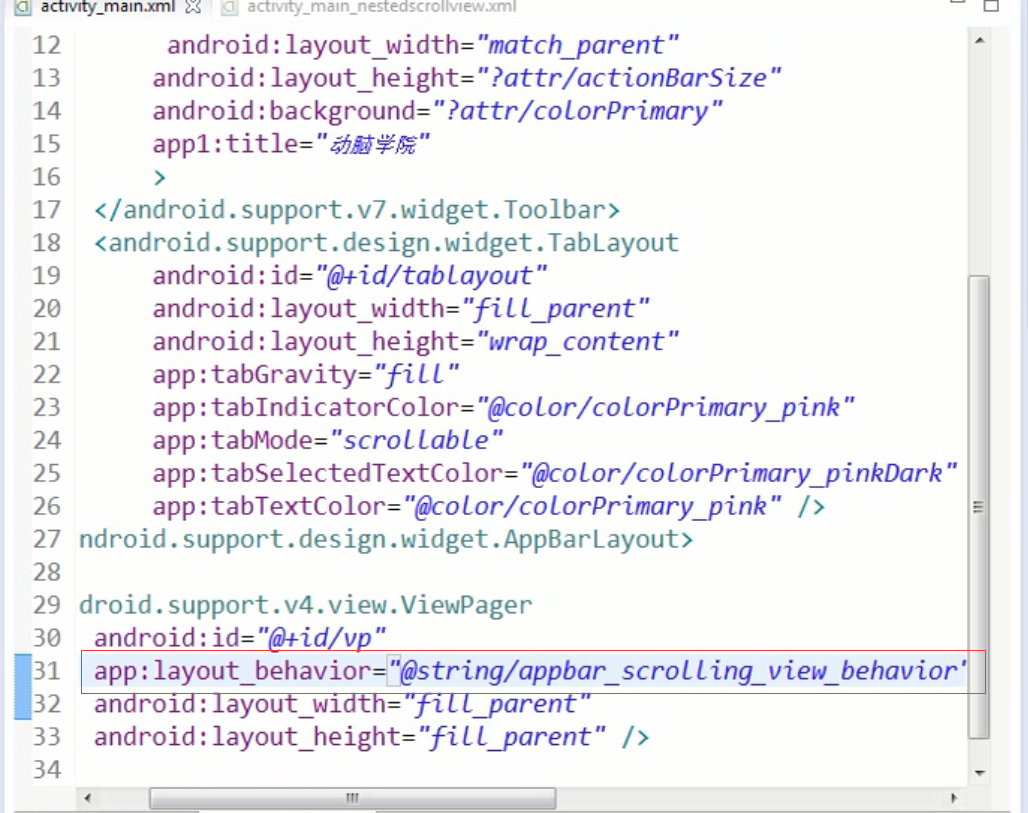 activity_main.xml activity_main_nestedscrollview.xml
12 android:layout_width="match_parent"
13 android:layout_height="?attr/actionBarSize"
14 android:background="?attr/colorPrimary"
15 app1:title="动脑学院"
16 >
17 </android.support.v7.widget.Toolbar>
18 <android.support.design.widget.TabLayout
19 android:id="@+id/tablayout"
20 android:layout_width="fill_parent"
21 android:layout_height="wrap_content"
22 app:tabGravity="fill"
23 app:tabIndicatorColor="@color/colorPrimary_pink"
24 app:tabMode="scrollable"
25 app:tabSelectedTextColor="@color/colorPrimary_pinkDark"
26 app:tabTextColor="@color/colorPrimary_pink" />
27 ndroid.support.design.widget.AppBarLayout>
28
29 droid.support.v4.view.ViewPager
30 android:id="@+id/vp"
31 app:layout_behavior="@string/appbar_scrolling_view_behavior"
32 android:layout_width="fill_parent"
33 android:layout_height="fill_parent" />
34